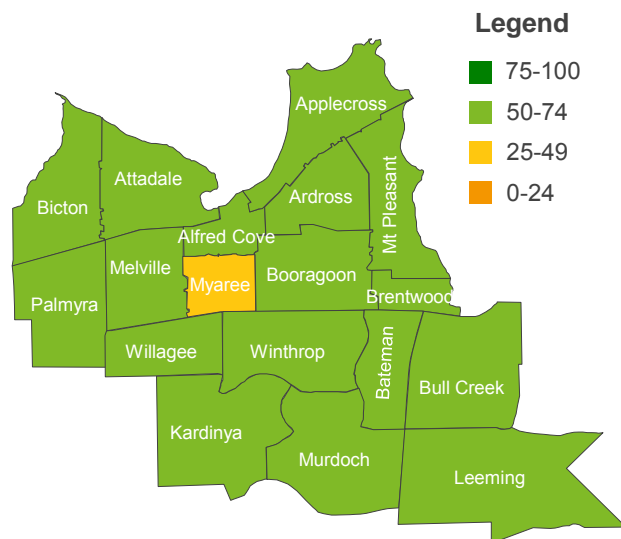 Legend
75-100
50-74
25-49
0-24
Applecross
Attadale
Ardross
Bicton
Mt Pleasant
Alfred Cove
Melville
Booragoon
Myaree
Brentwood
Palmyra
Willagee
Winthrop
Bateman
Bull Creek
Kardinya
Murdoch
Leeming